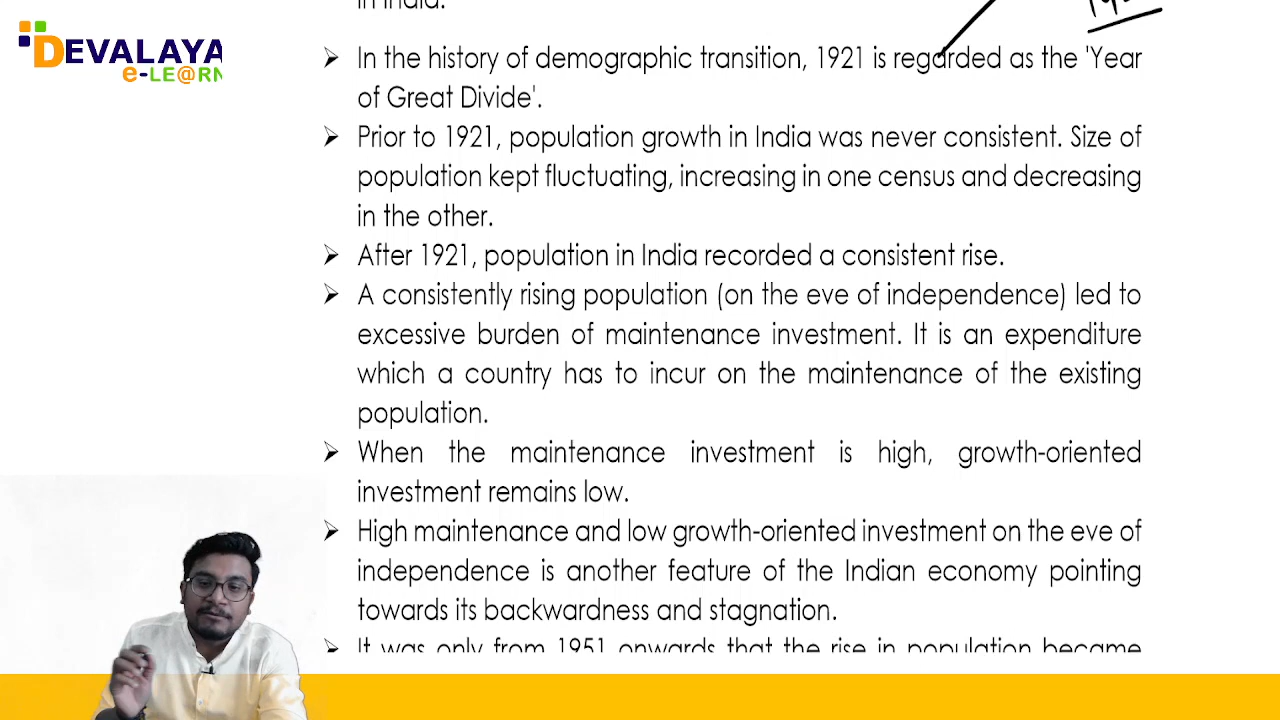 in India.
DEVALAYA
e-LE@RN
In the history of demographic transition, 1921 is regarded as the 'Year
of Great Divide'.
Prior to 1921, population growth in India was never consistent. Size of
population kept fluctuating, increasing in one census and decreasing
in the other.
After 1921, population in India recorded a consistent rise.
A consistently rising population (on the eve of independence) led to
excessive burden of maintenance investment. It is an expenditure
which a country has to incur on the maintenance of the existing
population.
When the maintenance investment is high, growth-oriented
investment remains low.
High maintenance and low growth-oriented investment on the eve of
independence is another feature of the Indian economy pointing
towards its backwardness and stagnation.
It was only from 1951 onwards that the rise in population became